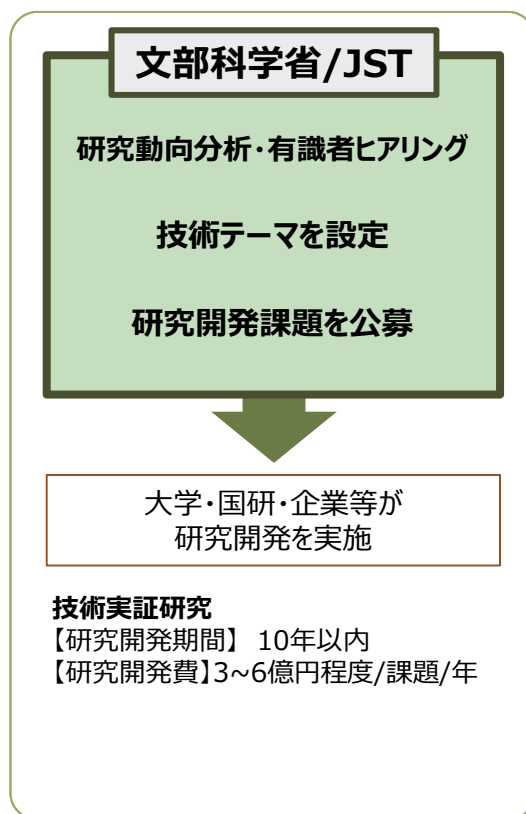 文部科学省/JST
研究動向分析・有識者ヒアリング
技術テーマを設定
研究開発課題を公募
大学・国研・企業等が
研究開発を実施
技術実証研究
【研究開発期間】 10年以内
【研究開発費】3~6億円程度/課題/年